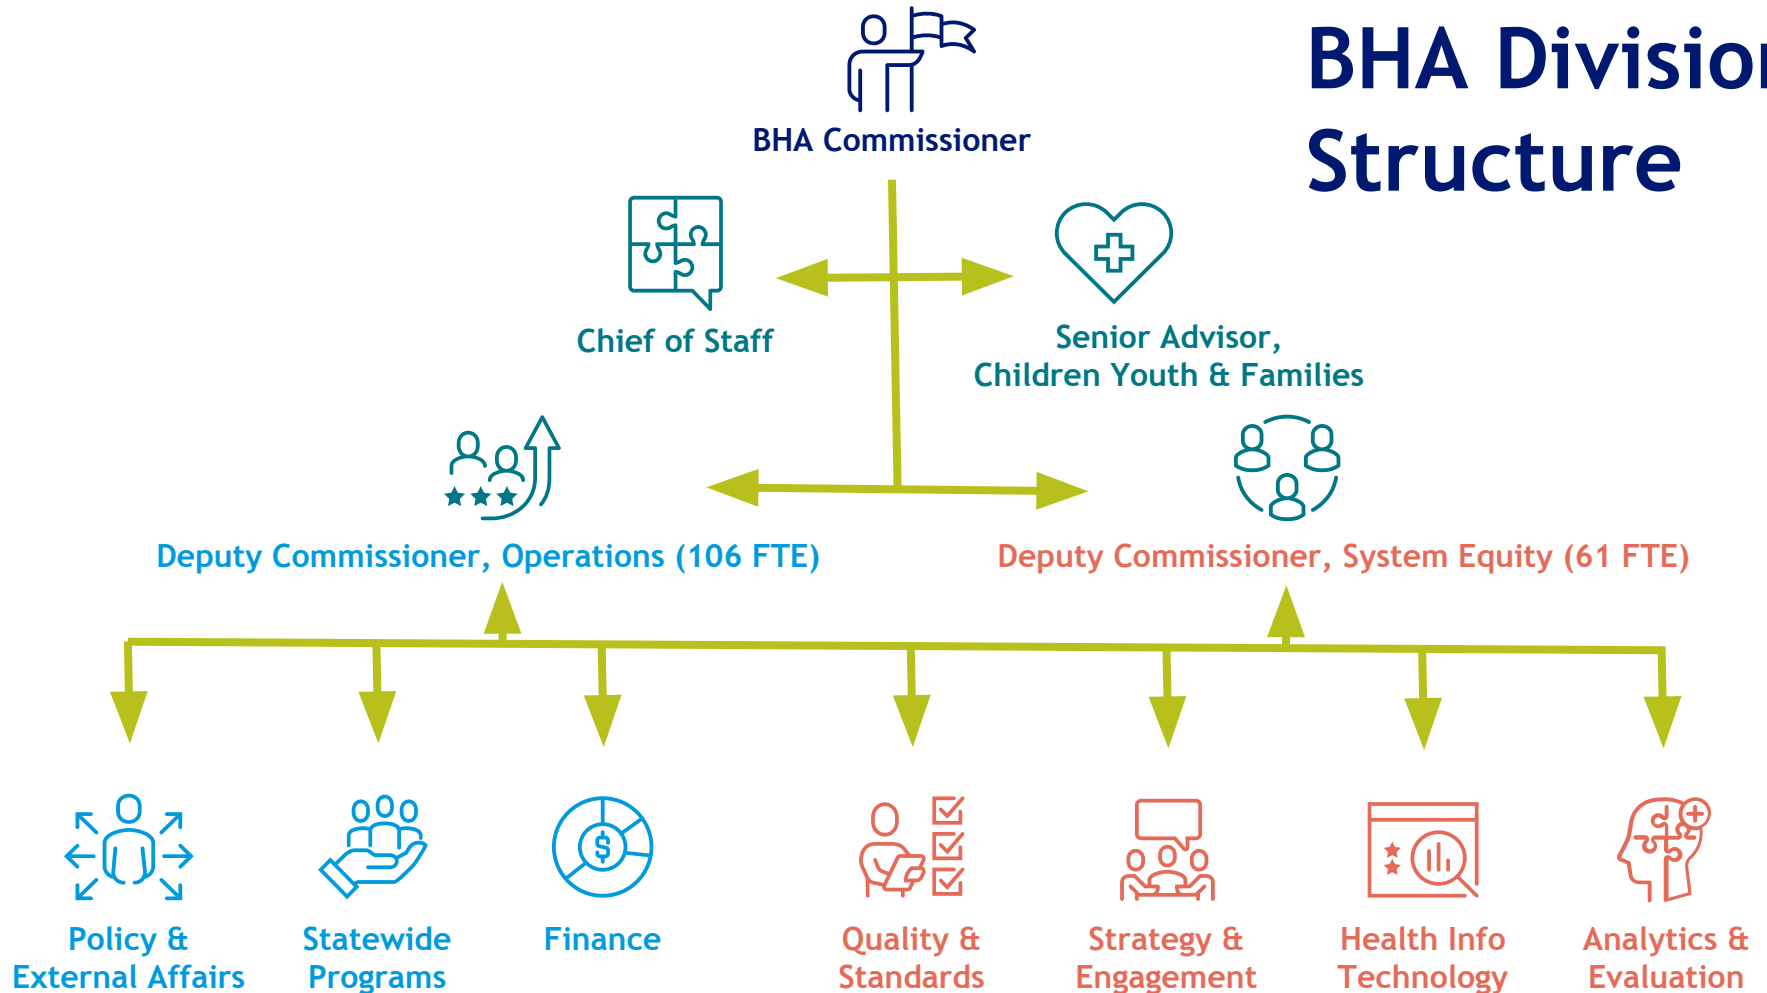 BHA Division
Structure
BHA Commissioner
Chief of Staff
Senior Advisor,
Children Youth & Families
Deputy Commissioner, Operations (106 FTE)
Deputy Commissioner, System Equity (61 FTE)
$
Policy &
External Affairs
Statewide
Programs
Finance
Quality &
Standards
Strategy &
Engagement
Health Info
Technology
Analytics &
Evaluation